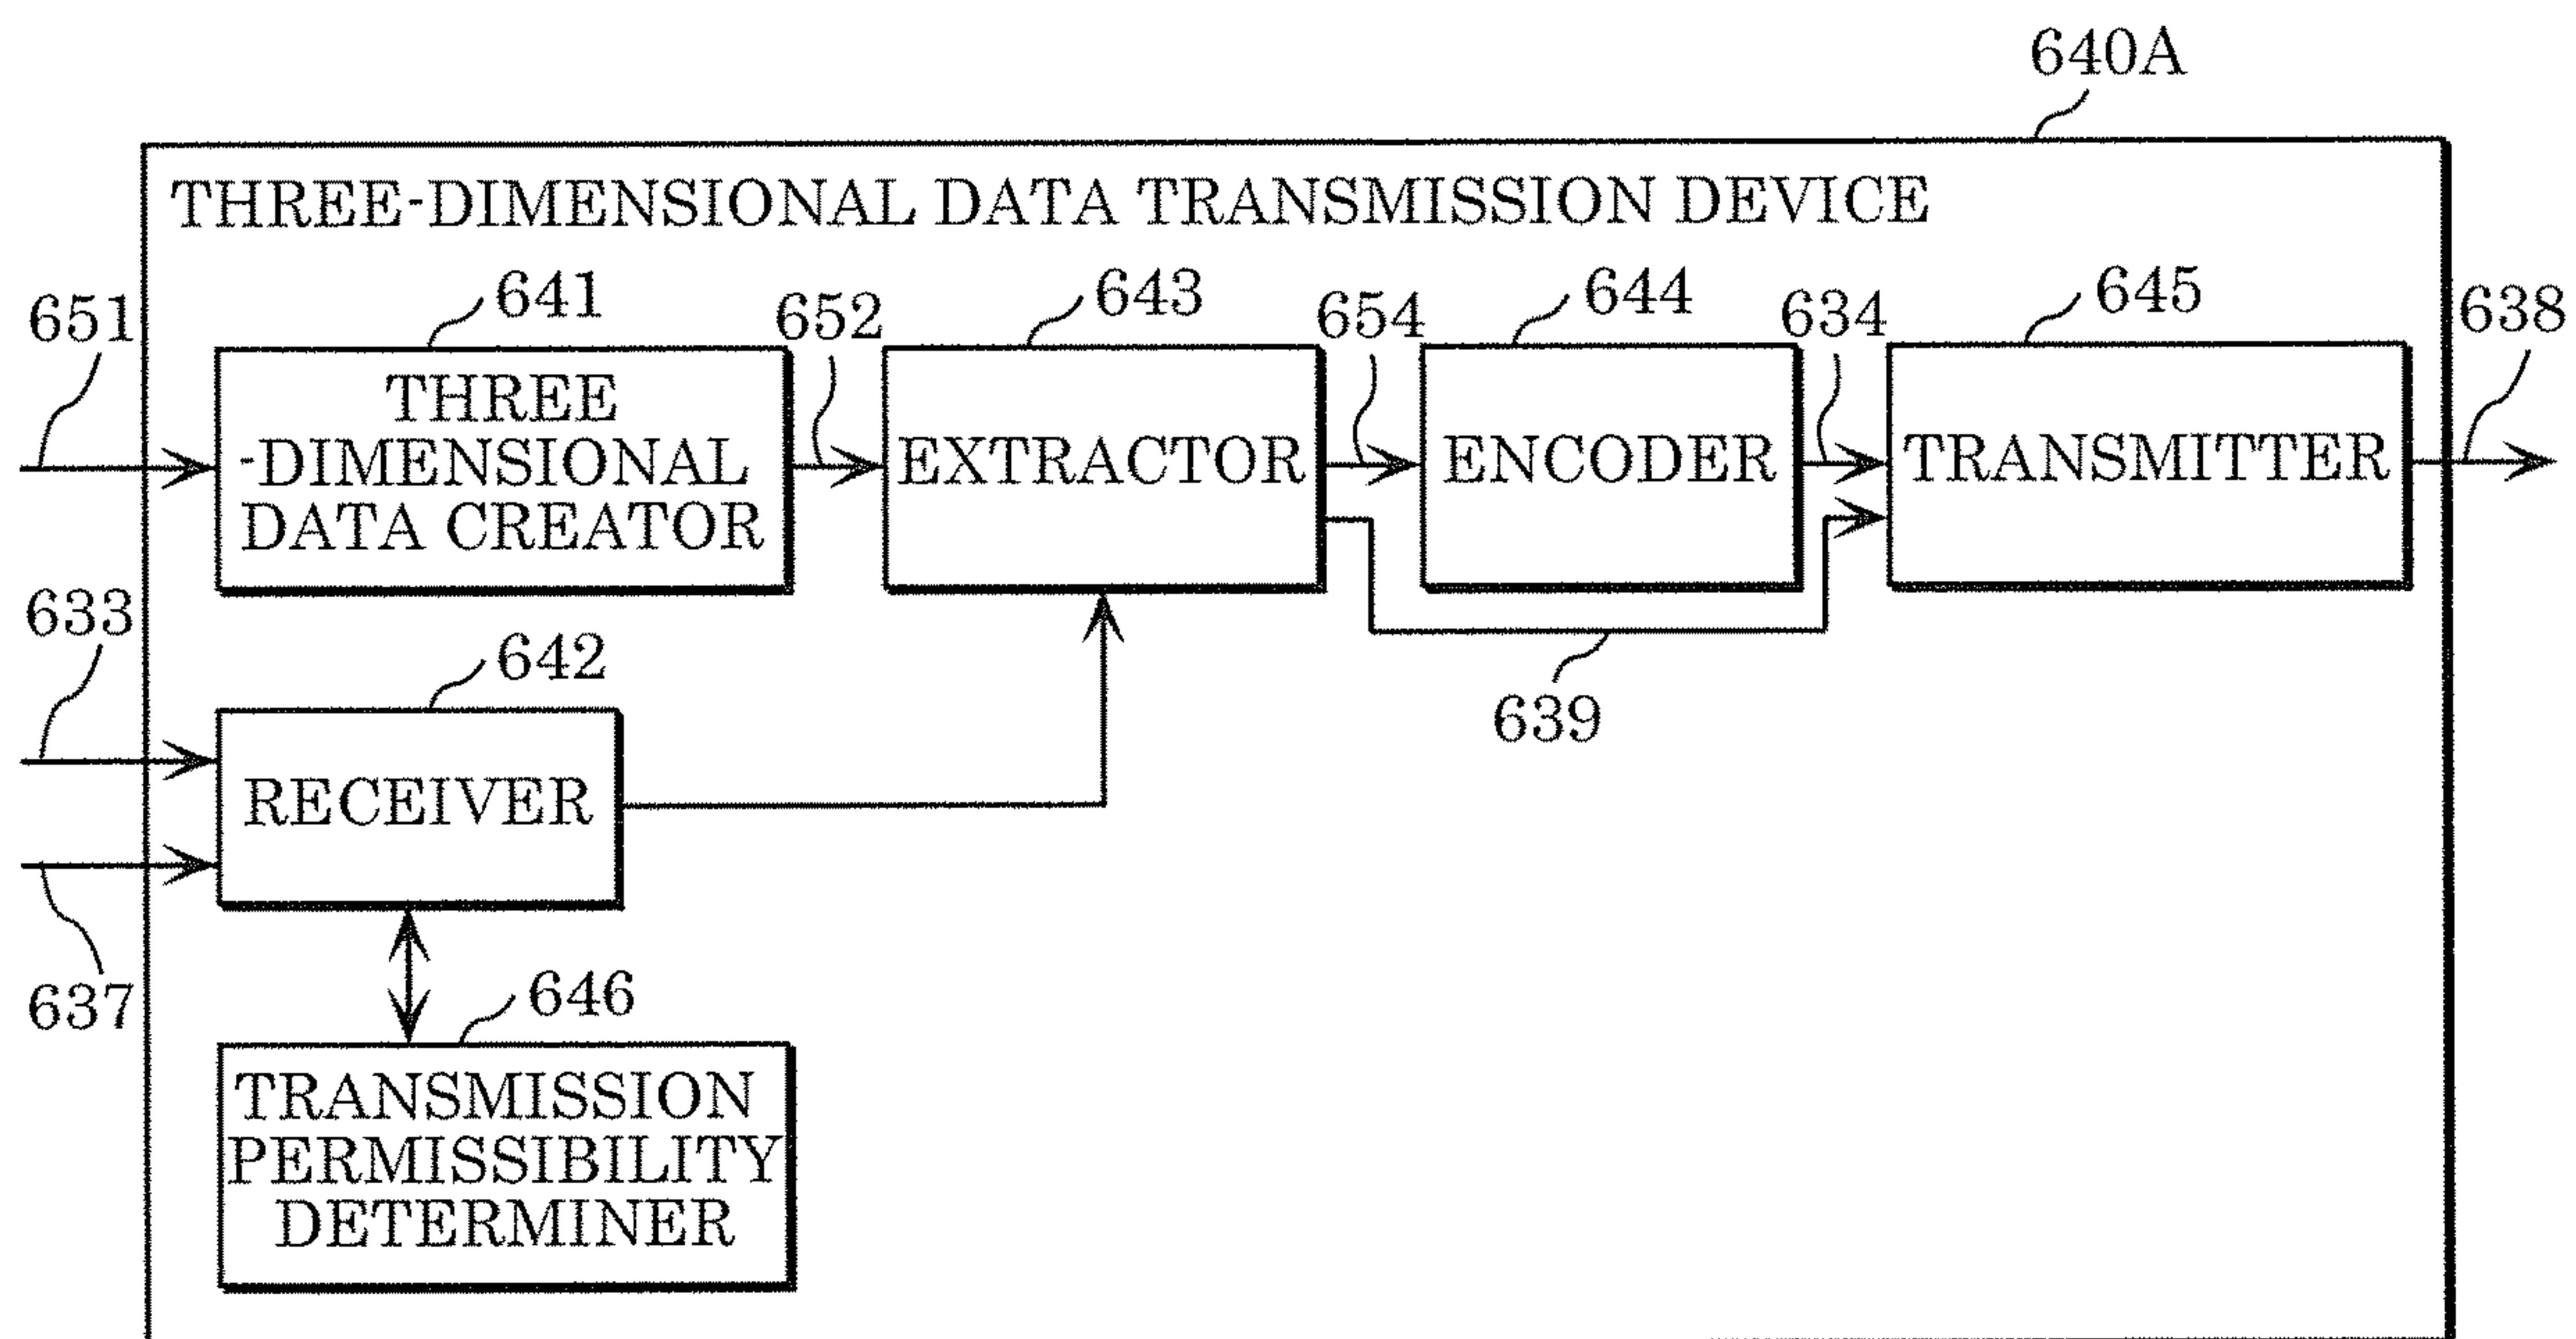 640A
THREE-DIMENSIONAL DATA TRANSMISSION DEVICE
651
641
652
643
654
644
634
645
638
THREE
-DIMENSIONAL
DATA CREATOR
EXTRACTOR
ENCODER
TRANSMITTER
633
642
639
RECEIVER
637
646
TRANSMISSION
PERMISSIBILITY
DETERMINER